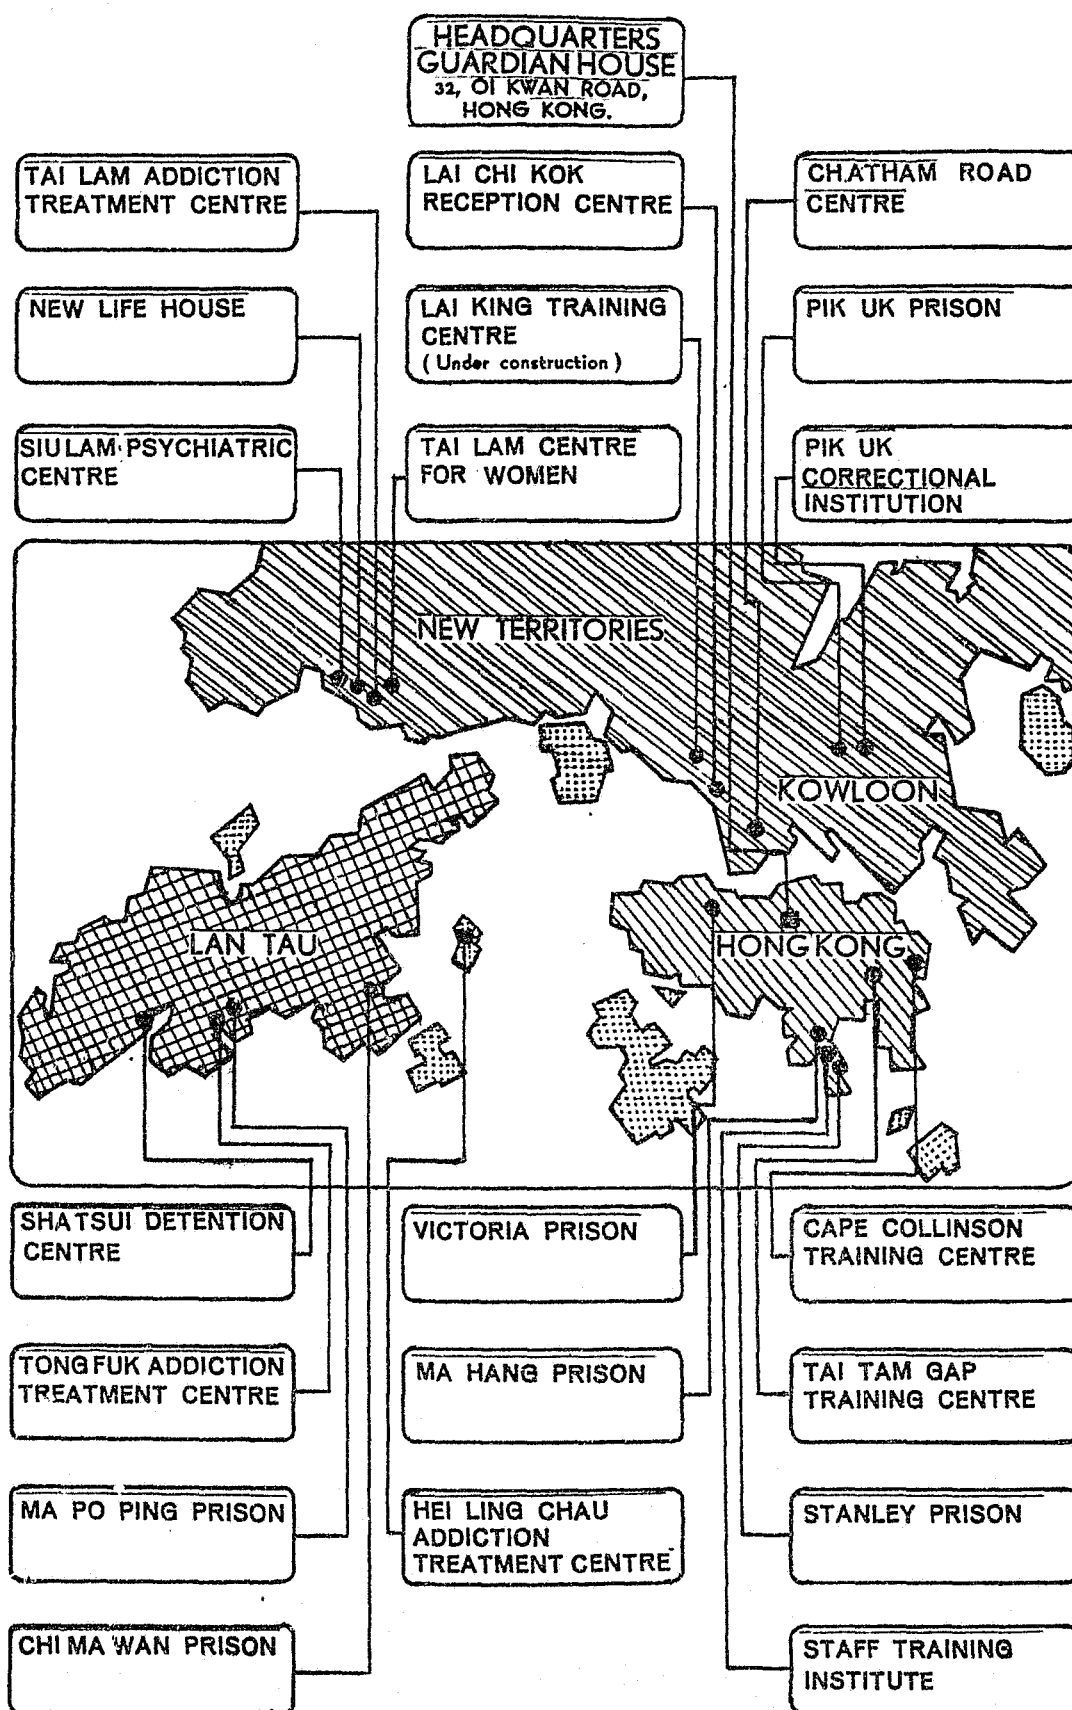 HEADQUARTERS
GUARDIAN HOUSE
32, OI KWAN ROAD,
HONG KONG.
TAI LAM ADDICTION
TREATMENT CENTRE
LAI CHI KOK
RECEPTION CENTRE
CHATHAM ROAD
CENTRE
NEW LIFE HOUSE
LAI KING TRAINING
CENTRE
( Under construction )
PIK UK PRISON
SIU LAM PSYCHIATRIC
CENTRE
TAI LAM CENTRE
FOR WOMEN
PIK UK
CORRECTIONAL
INSTITUTION
NEW TERRITORIES
KOWLOON
LAN TAU
HONG KONG
SHA TSUI DETENTION
CENTRE
VICTORIA PRISON
CAPE COLLINSON
TRAINING CENTRE
TONG FUK ADDICTION
TREATMENT CENTRE
MA HANG PRISON
TAI TAM GAP
TRAINING CENTRE
MA PO PING PRISON
HEI LING CHAU
ADDICTION
TREATMENT CENTRE
STANLEY PRISON
CHI MA WAN PRISON
STAFF TRAINING
INSTITUTE